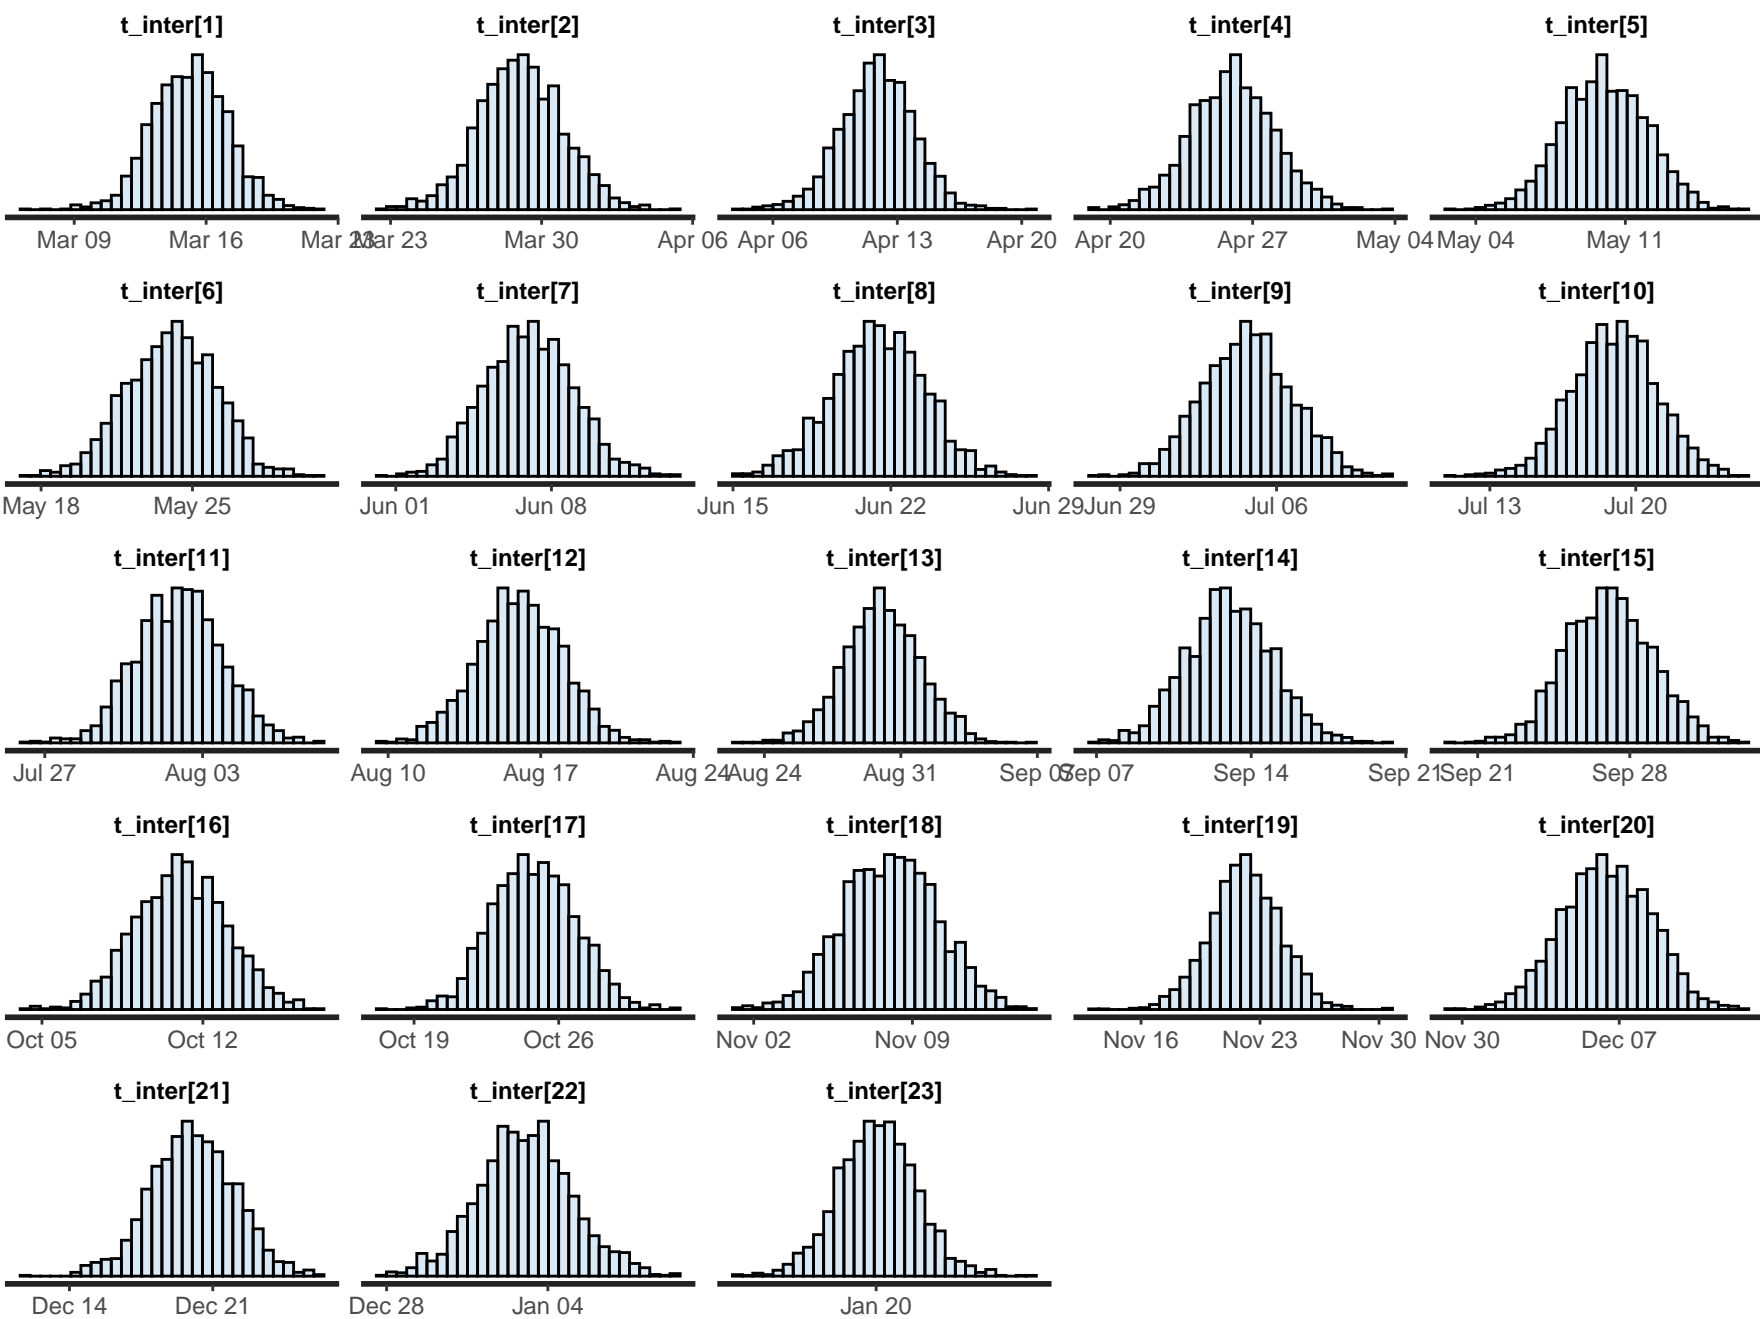 t_inter[1] t_inter[2] t_inter[3] t_inter[4] t_inter[5]
Mar 09 Mar 16 Mar 23 Mar 23 Mar 30 Apr 06 Apr 06 Apr 13 Apr 20 Apr 20 Apr 27 May 04 May 04 May 11
t_inter[6] t_inter[7] t_inter[8] t_inter[9] t_inter[10]
May 18 May 25 Jun 01 Jun 08 Jun 15 Jun 22 Jun 29 Jun 29 Jul 06 Jul 13 Jul 20
t_inter[11] t_inter[12] t_inter[13] t_inter[14] t_inter[15]
Jul 27 Aug 03 Aug 10 Aug 17 Aug 24 Aug 24 Aug 31 Sep 07 Sep 07 Sep 14 Sep 21 Sep 21 Sep 28
t_inter[16] t_inter[17] t_inter[18] t_inter[19] t_inter[20]
Oct 05 Oct 12 Oct 19 Oct 26 Nov 02 Nov 09 Nov 16 Nov 23 Nov 30 Nov 30 Dec 07
t_inter[21] t_inter[22] t_inter[23]
Dec 14 Dec 21 Dec 28 Jan 04 Jan 20